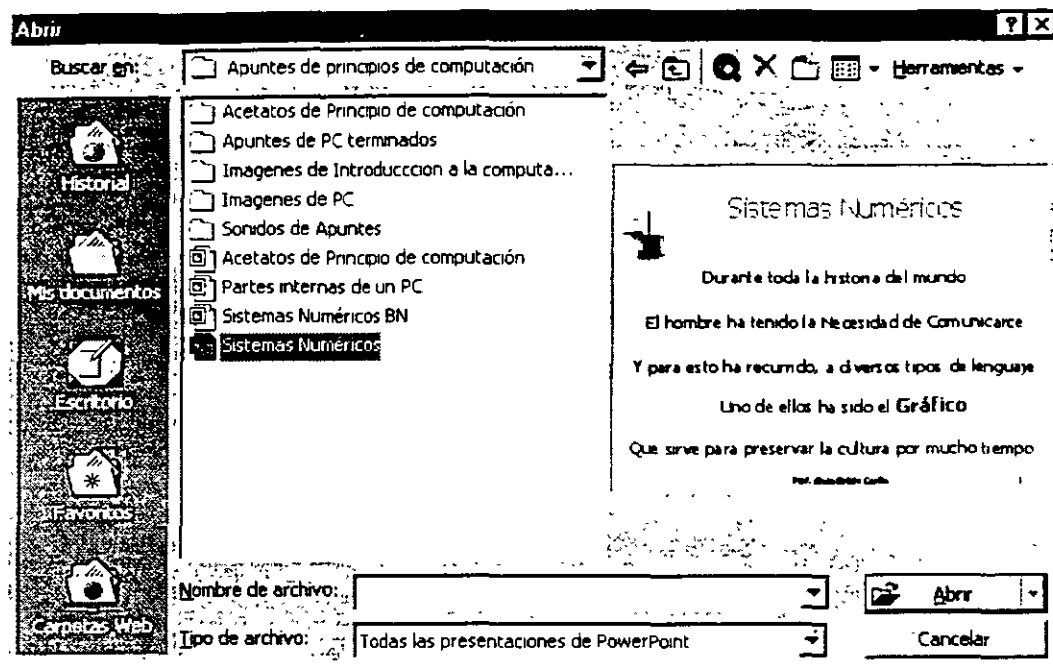 Abrir
Buscar en:
Apuntes de principios de computación
Herramientas
Historial
Mis documentos
Escritorio
Favoritos
Carpetas Web
Acetatos de Principio de computación
Apuntes de PC terminados
Imagenes de Introducccion a la computa...
Imagenes de PC
Sonidos de Apuntes
Acetatos de Principio de computación
Partes internas de un PC
Sistemas Numéricos BN
Sistemas Numéricos
Sistemas Numéricos
Durante toda la historia del mundo
El hombre ha tenido la Necesidad de Comunicarce
Y para esto ha recurrido, a diversos tipos de lenguaje
Uno de ellos ha sido el Gráfico
Que sirve para preservar la cultura por mucho tiempo
Prof.
1
Nombre de archivo:
Abrir
Tipo de archivo:
Todas las presentaciones de PowerPoint
Cancelar